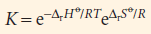 K = e^{−Δ_rH^⦵/RT} e^{Δ_rS^⦵/R}